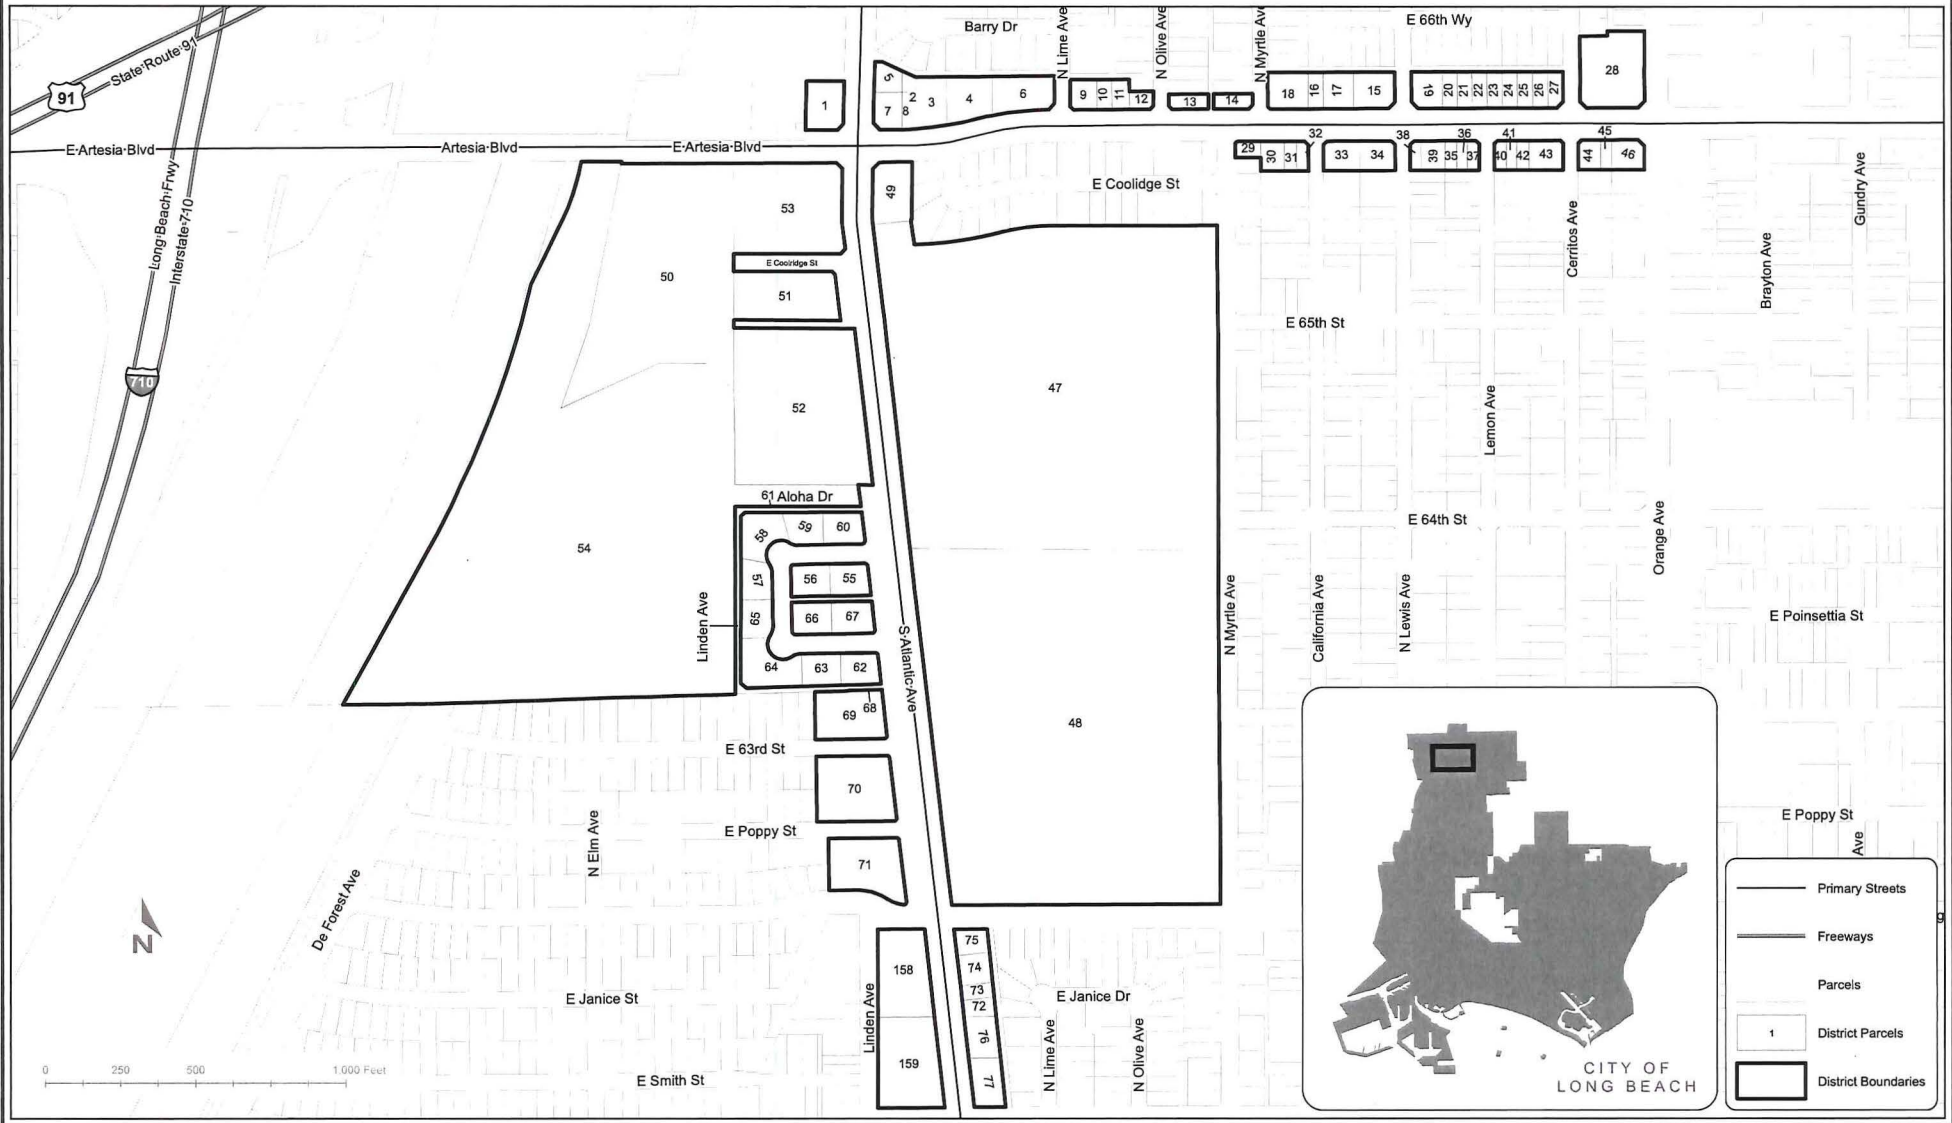 Barry Dr
N Lime Ave
N Olive Ave
N Myrtle Ave
E 66th Wy
State Route 91
91
1
5
2
3
4
6
7
8
9
10
11
12
13
14
18
16
17
15
19
20
21
22
23
24
25
26
27
28
E Artesia Blvd
Artesia Blvd
E Artesia Blvd
32
38
36
41
45
29
30
31
33
34
39
35
37
40
42
43
44
46
Long Beach Frwy
Interstate 710
710
53
49
E Coolidge St
Gundry Ave
Cerritos Ave
Brayton Ave
50
E Coolridge St
51
E 65th St
52
47
Lemon Ave
61
Aloha Dr
58
59
60
54
E 64th St
Orange Ave
57
56
55
Linden Ave
65
66
67
S Atlantic Ave
N Myrtle Ave
California Ave
N Lewis Ave
E Poinsettia St
64
63
62
69
68
48
E 63rd St
70
N Elm Ave
E Poppy St
E Poppy St
Ave
71
De Forest Ave
N
75
158
74
73
72
76
77
159
E Janice St
Linden Ave
E Janice Dr
N Lime Ave
N Olive Ave
E Smith St
0
250
500
1,000 Feet
CITY OF
LONG BEACH
Primary Streets
Freeways
Parcels
1
District Parcels
District Boundaries